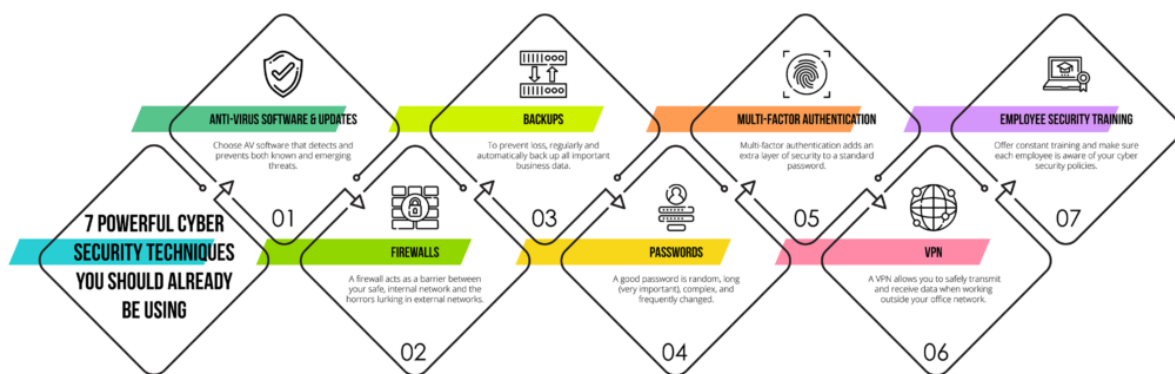 7 POWERFUL CYBER
SECURITY TECHNIQUES
YOU SHOULD ALREADY
BE USING
ANTI-VIRUS SOFTWARE & UPDATES
Choose AV software that detects and
prevents both known and emerging
threats.
01
FIREWALLS
A firewall acts as a barrier between
your safe, internal network and the
horrors lurking in external networks.
02
BACKUPS
To prevent loss, regularly and
automatically back up all important
business data.
03
PASSWORDS
A good password is random, long
(very important), complex, and
frequently changed.
04
MULTI-FACTOR AUTHENTICATION
Multi-factor authentication adds an
extra layer of security to a standard
password.
05
VPN
A VPN allows you to safely transmit
and receive data when working
outside your office network.
06
EMPLOYEE SECURITY TRAINING
Offer constant training and make sure
each employee is aware of your cyber
security policies.
07